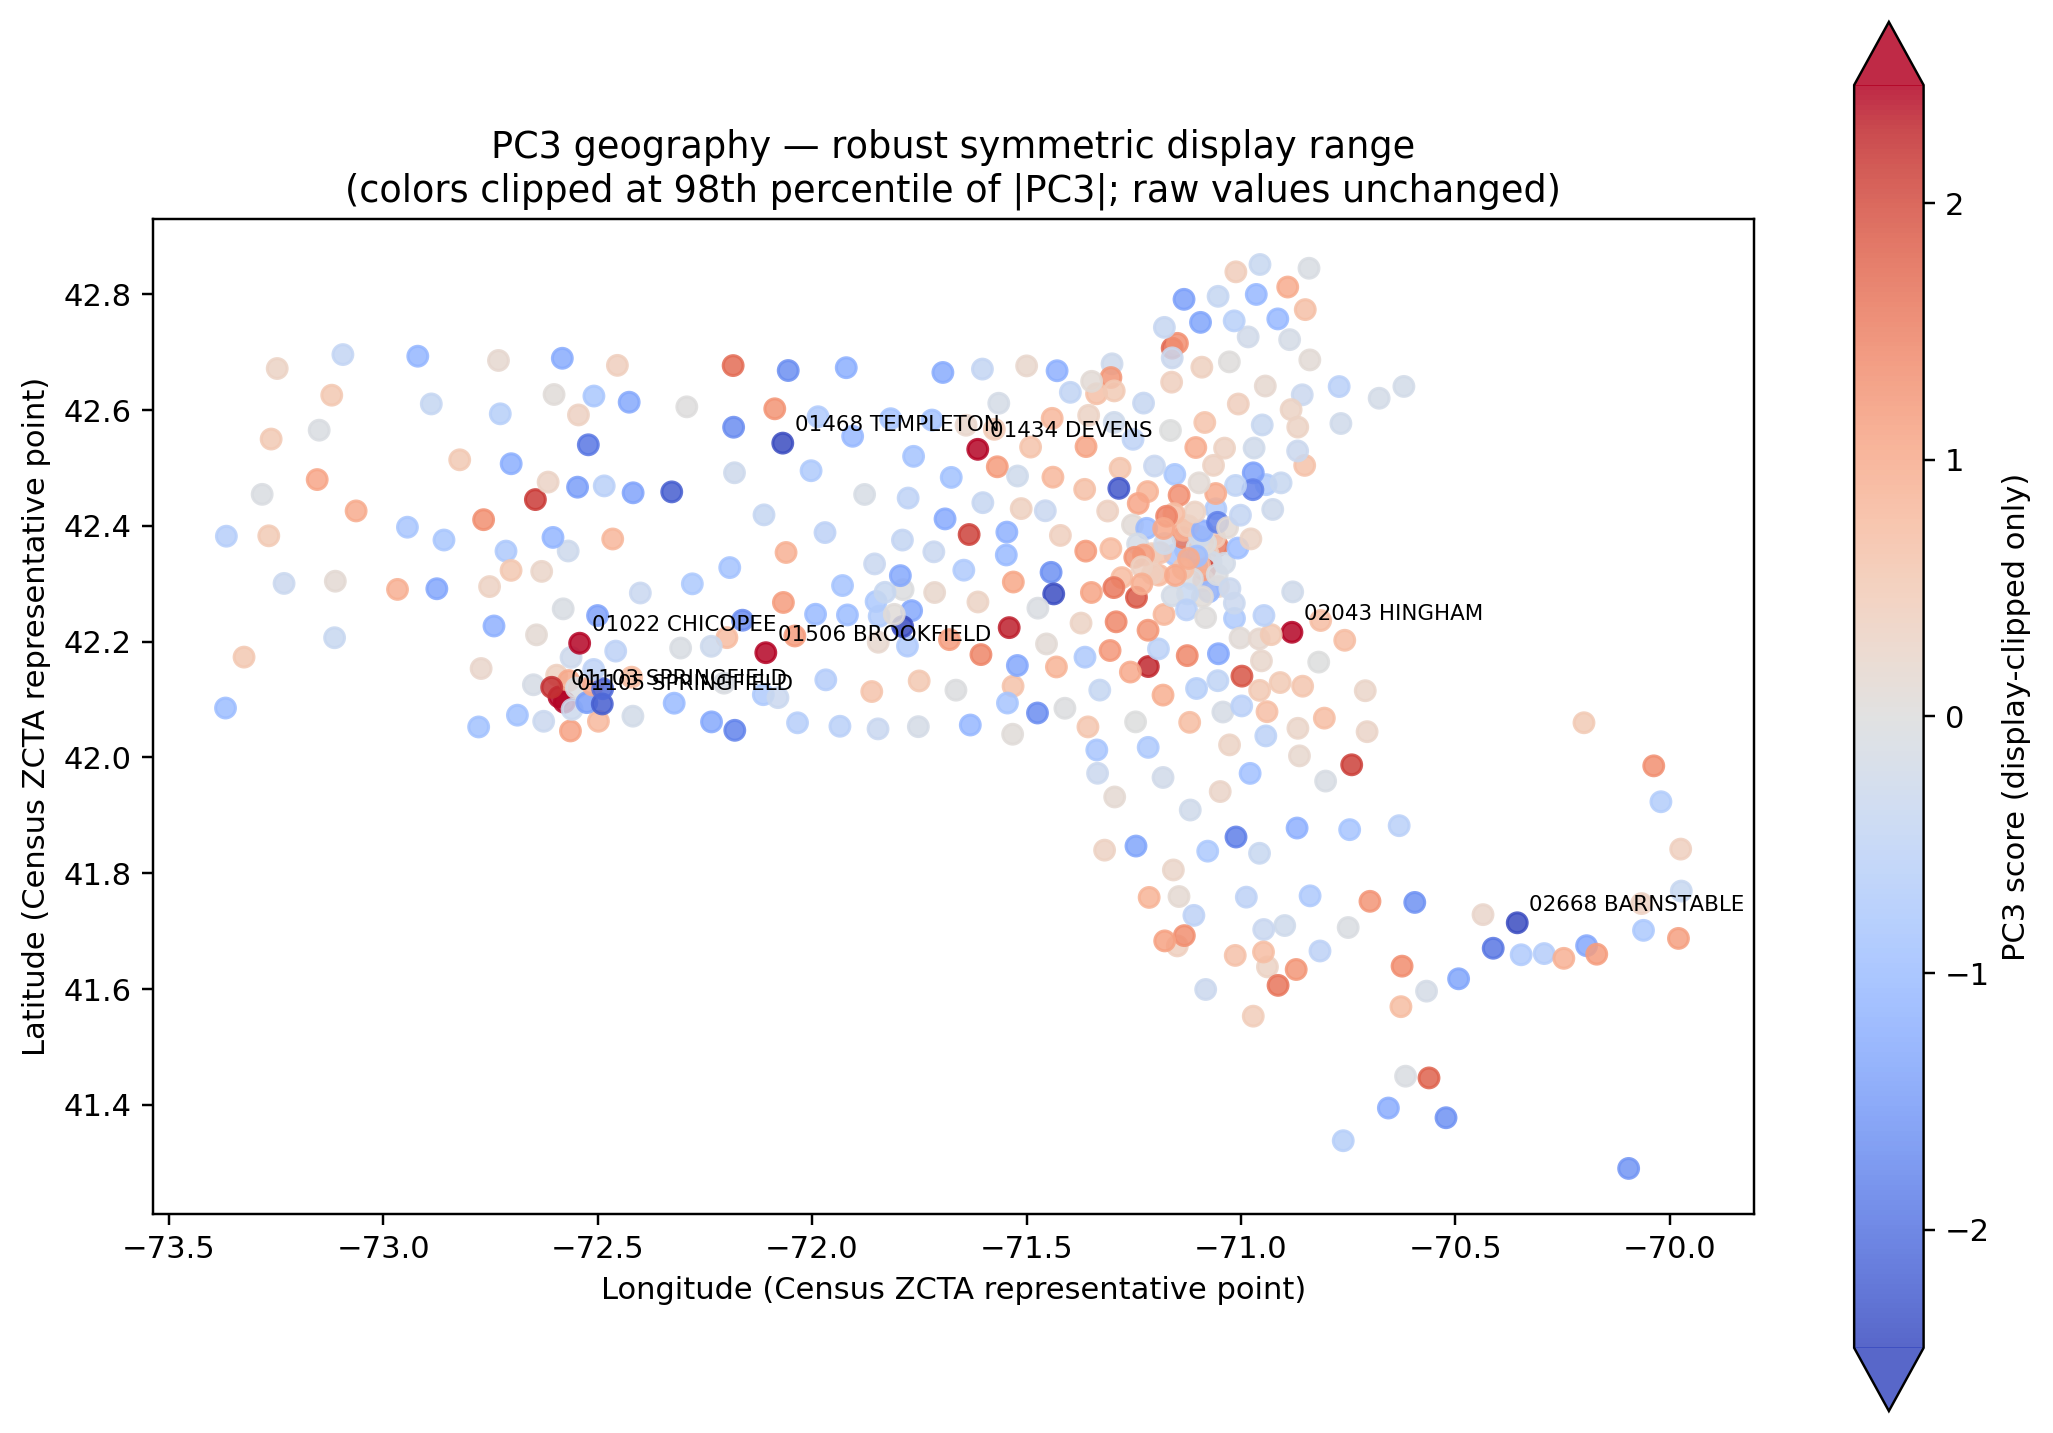 PC3 geography — robust symmetric display range
(colors clipped at 98th percentile of |PC3|; raw values unchanged)
Latitude (Census ZCTA representative point)
42.8
42.6
42.4
42.2
42.0
41.8
41.6
41.4
01468 TEMPLETON
01434 DEVENS
02043 HINGHAM
01022 CHICOPEE
01506 BROOKFIELD
01103 SPRINGFIELD
01105 SPRINGFIELD
02668 BARNSTABLE
−73.5
−73.0
−72.5
−72.0
−71.5
−71.0
−70.5
−70.0
Longitude (Census ZCTA representative point)
2
1
0
−1
−2
PC3 score (display-clipped only)